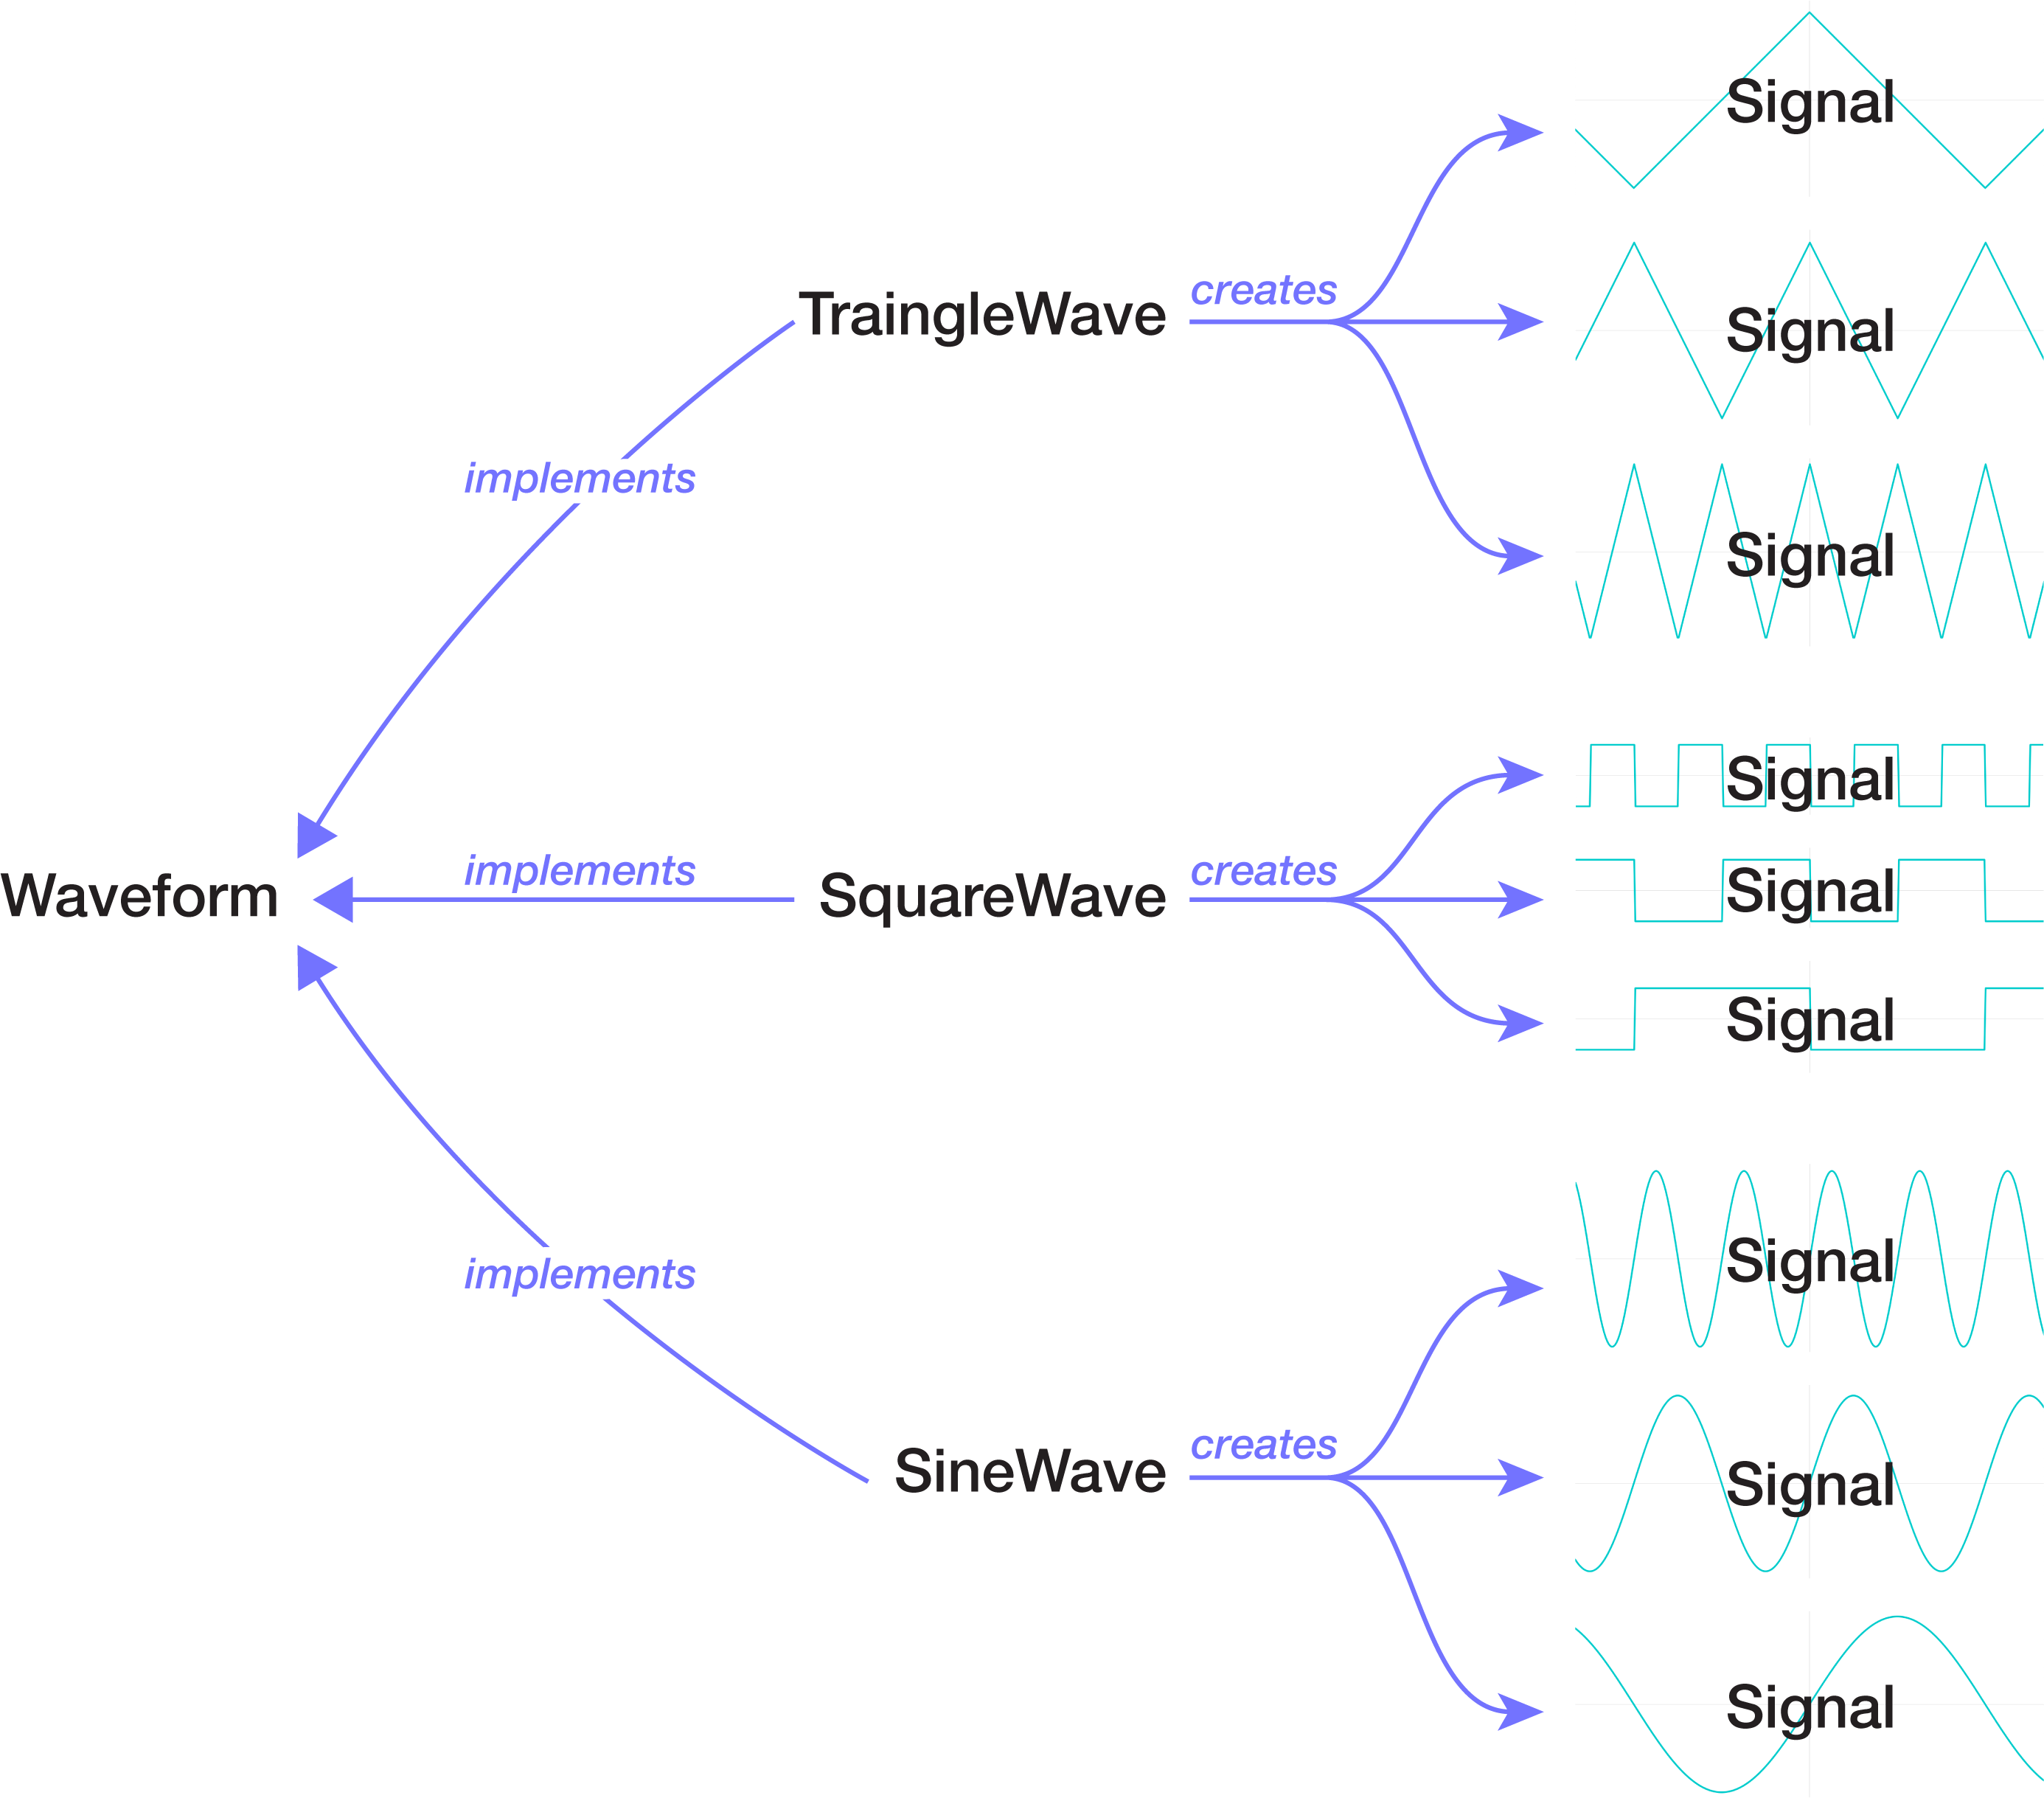 Signal
Signal
TraingleWave
creates
implements
Signal
Signal
Waveform
implements
SquareWave
creates
Signal
Signal
Signal
implements
SineWave
creates
Signal
Signal